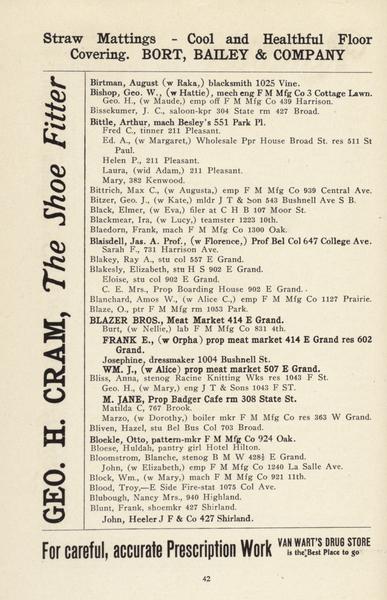 Straw Mattings - Cool and Healthful Floor
Covering. BORT, BAILEY & COMPANY
GEO. H. CRAM, The Shoe Fitter
Birtman, August (w Raka,) blacksmith 1025 Vine.
Bishop, Geo. W., (w Hattie), mech eng F M Mfg Co 3 Cottage Lawn.
Geo. H., (w Maude,) emp off F M Mfg Co 439 Harrison.
Bissekumer, J. C., saloon-kpr 304 State rm 427 Broad.
Bittle, Arthur, mach Besley's 551 Park Pl.
Fred C., tinner 211 Pleasant.
Ed. A., (w Margaret,) Wholesale Ppr House Broad St. res 511 St
Paul.
Helen P., 211 Pleasant.
Laura, (wid Adam,) 211 Pleasant.
Mary, 382 Kenwood.
Bittrich, Max C., (w Augusta,) emp F M Mfg Co 939 Central Ave.
Bitzer, Geo. J., (w Kate,) mldr J T & Son 543 Bushnell Ave S B.
Black, Elmer, (w Eva,) filer at C H B 107 Moor St.
Blackmear, Ira, (w Lucy,) teamster 1223 10th.
Blaedorn, Frank, mach F M Mfg Co 1300 Oak.
Blaisdell, Jas. A. Prof., (w Florence,) Prof Bel Col 647 College Ave.
Sarah F., 731 Harrison Ave.
Blakey, Ray A., stu col 557 E Grand.
Blakesly, Elizabeth, stu H S 902 E Grand.
Eloise, stu col 902 E Grand.
C. E. Mrs., Prop Boarding House 902 E Grand.
Blanchard, Amos W., (w Alice C.,) emp F M Mfg Co 1127 Prairie.
Blaze, O., ptr F M Mfg rm 1053 Park.
BLAZER BROS., Meat Market 414 E Grand.
Burt, (w Nellie,) lab F M Mfg Co 831 4th.
FRANK E., (w Orpha) prop meat market 414 E Grand res 602
Grand.
Josephine, dressmaker 1004 Bushnell St.
WM. J., (w Alice) prop meat market 507 E Grand.
Bliss, Anna, stenog Racine Knitting Wks res 1043 F St.
Geo. H., (w Mary,) eng J T & Sons 1043 F ST.
M. JANE, Prop Badger Cafe rm 308 State St.
Matilda C, 767 Brook.
Marzo, (w Dorothy,) boiler mkr F M Mfg Co res 363 W Grand.
Bliven, Hazel, stu Bel Bus Col 703 Broad.
Bloekle, Otto, pattern-mkr F M Mfg Co 924 Oak.
Bloese, Huldah, pantry girl Hotel Hilton.
Bloomstrom, Blanche, stenog B M W 428½ E Grand.
John, (w Elizabeth,) emp F M Mfg Co 1240 La Salle Ave.
Block, Wm., (w Mary,) mach F M Mfg Co 921 11th.
Blood, Troy,—E Side Fire-stat 1075 Col Ave.
Blubough, Nancy Mrs., 940 Highland.
Blunt, Frank, shoemkr 427 Shirland.
John, Heeler J F & Co 427 Shirland.
For careful, accurate Prescription Work VAN WART'S DRUG STORE
is the Best Place to go
42